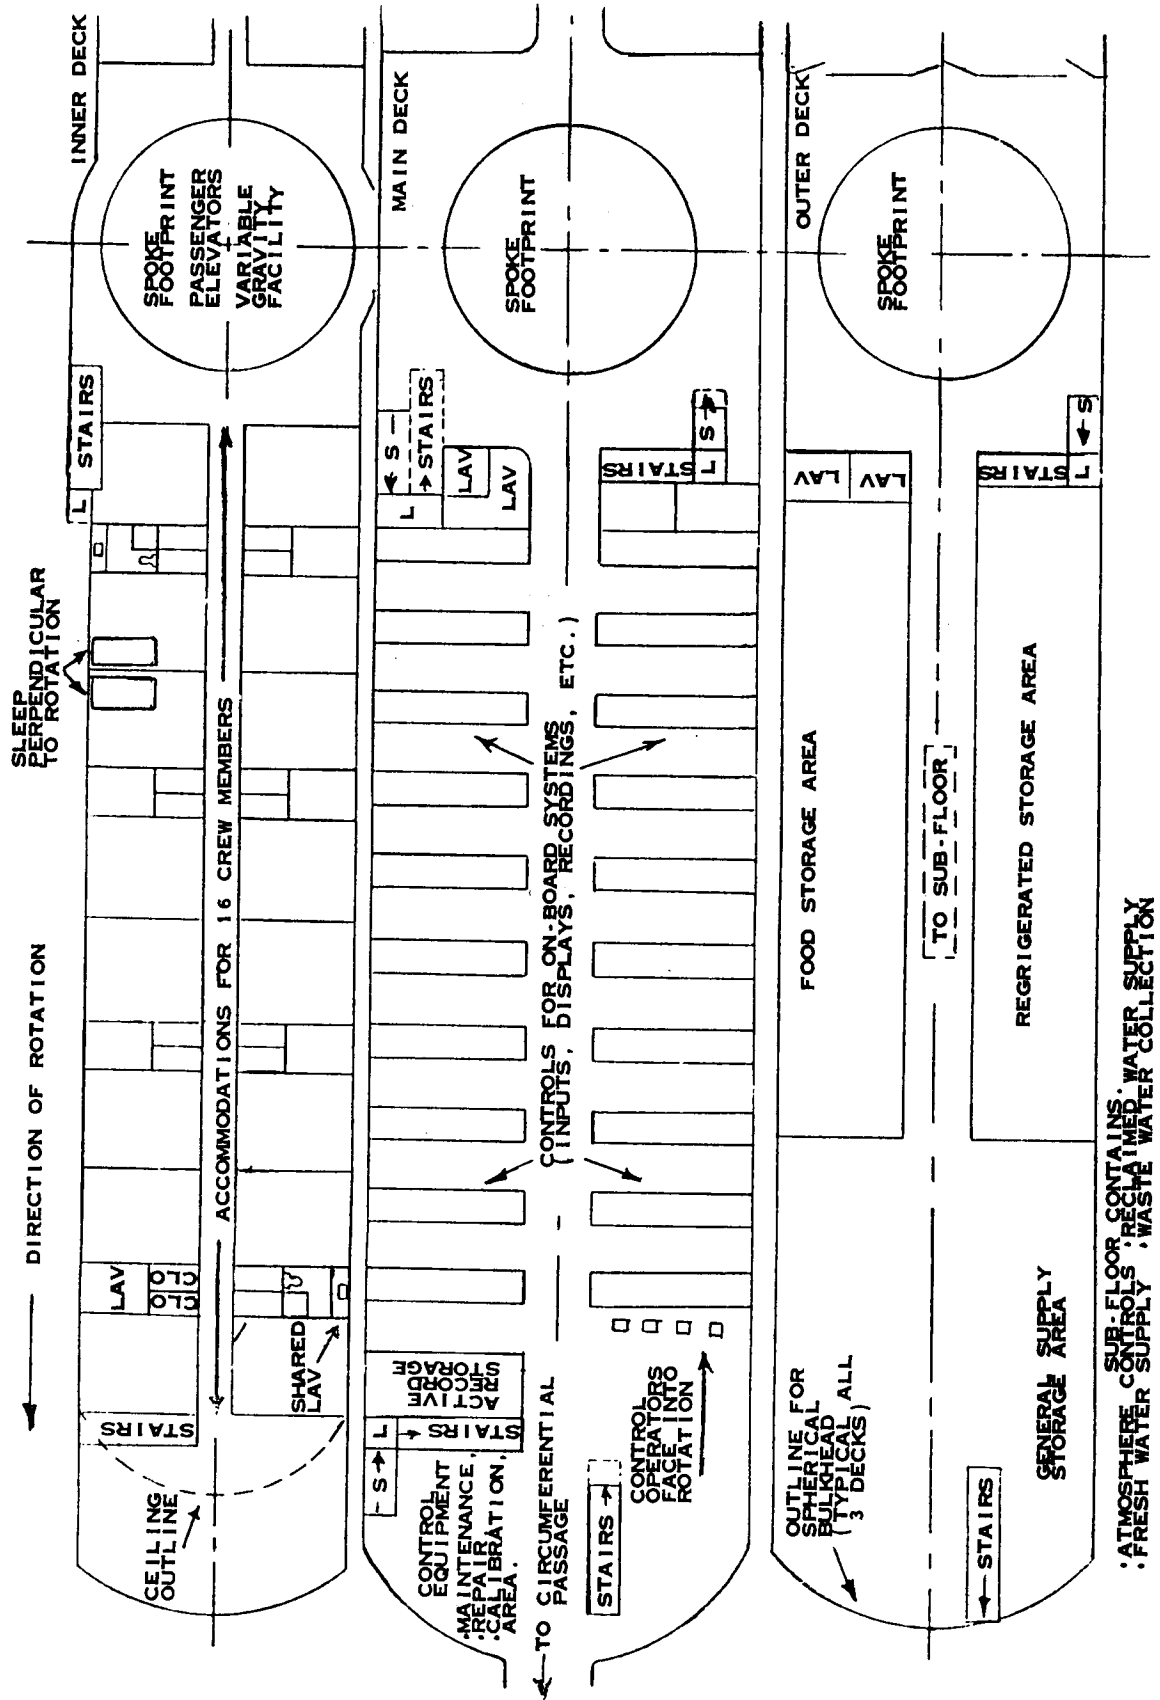 DIRECTION OF ROTATION
SLEEP
PERPENDICULAR
TO ROTATION
INNER DECK
CEILING
OUTLINE
STAIRS
SHARED
LAV
LAV
CLO
CLO
ACCOMMODATIONS FOR 16 CREW MEMBERS
L
STAIRS
SPOKE
FOOTPRINT
PASSENGER
ELEVATORS
VARIABLE
GRAVITY
FACILITY
MAIN DECK
CONTROL
EQUIPMENT
·MAINTENANCE,
·REPAIR
·CALIBRATION,
AREA.
S
L
STAIRS
ACTIVE
RECORD
STORAGE
TO CIRCUMFERENTIAL
PASSAGE
STAIRS
CONTROL
OPERATORS
FACE INTO
ROTATION
CONTROLS FOR ON-BOARD SYSTEMS
(INPUTS, DISPLAYS, RECORDINGS, ETC.)
L
S
STAIRS
LAV
LAV
STAIRS
L
S
SPOKE
FOOTPRINT
OUTER DECK
OUTLINE FOR
SPHERICAL
BULKHEAD
(TYPICAL ALL
3 DECKS)
STAIRS
GENERAL SUPPLY
STORAGE AREA
FOOD STORAGE AREA
TO SUB-FLOOR
REGRIGERATED STORAGE AREA
LAV
LAV
STAIRS
L
S
SPOKE
FOOTPRINT
SUB-FLOOR CONTAINS.
·ATMOSPHERE CONTROLS ·RECLAIMED WATER SUPPLY
·FRESH WATER SUPPLY ·WASTE WATER COLLECTION